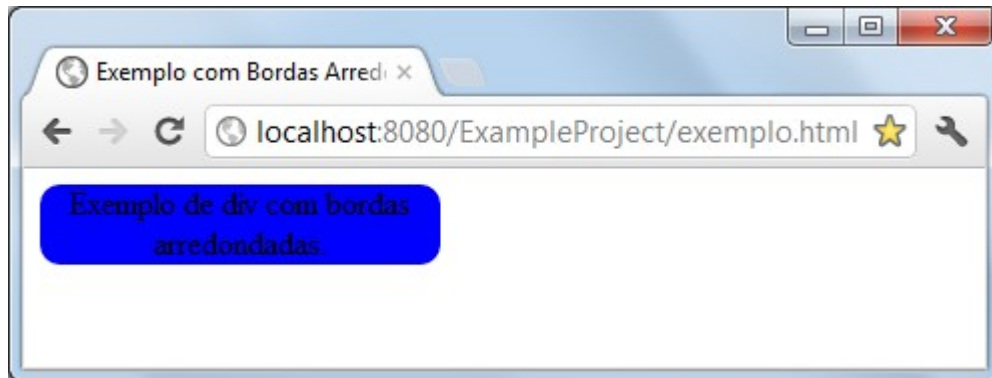 Exemplo com Bordas Arred
localhost:8080/ExampleProject/exemplo.html
Exemplo de div com bordas
arredondadas.